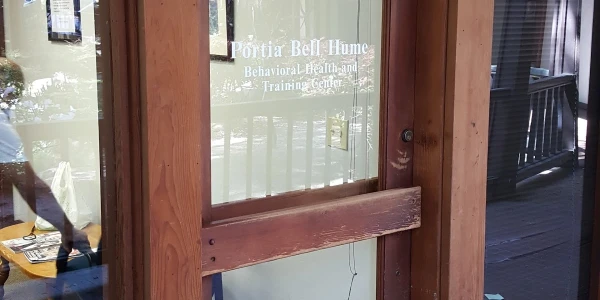 Portia Bell Hume
Behavioral Health and
Training Center